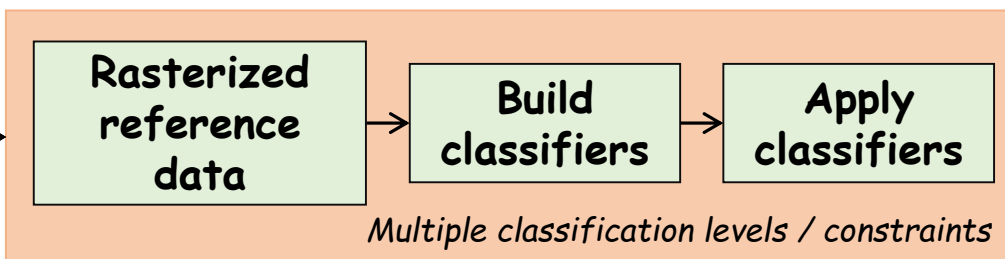 Rasterized
reference
data
Build
classifiers
Apply
classifiers
Multiple classification levels / constraints